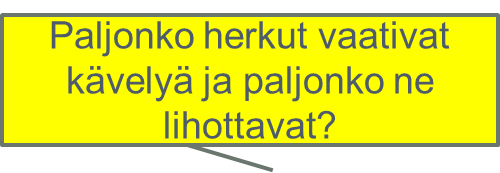 Paljonko herkut vaativat
kävelyä ja paljonko ne
lihottavat?